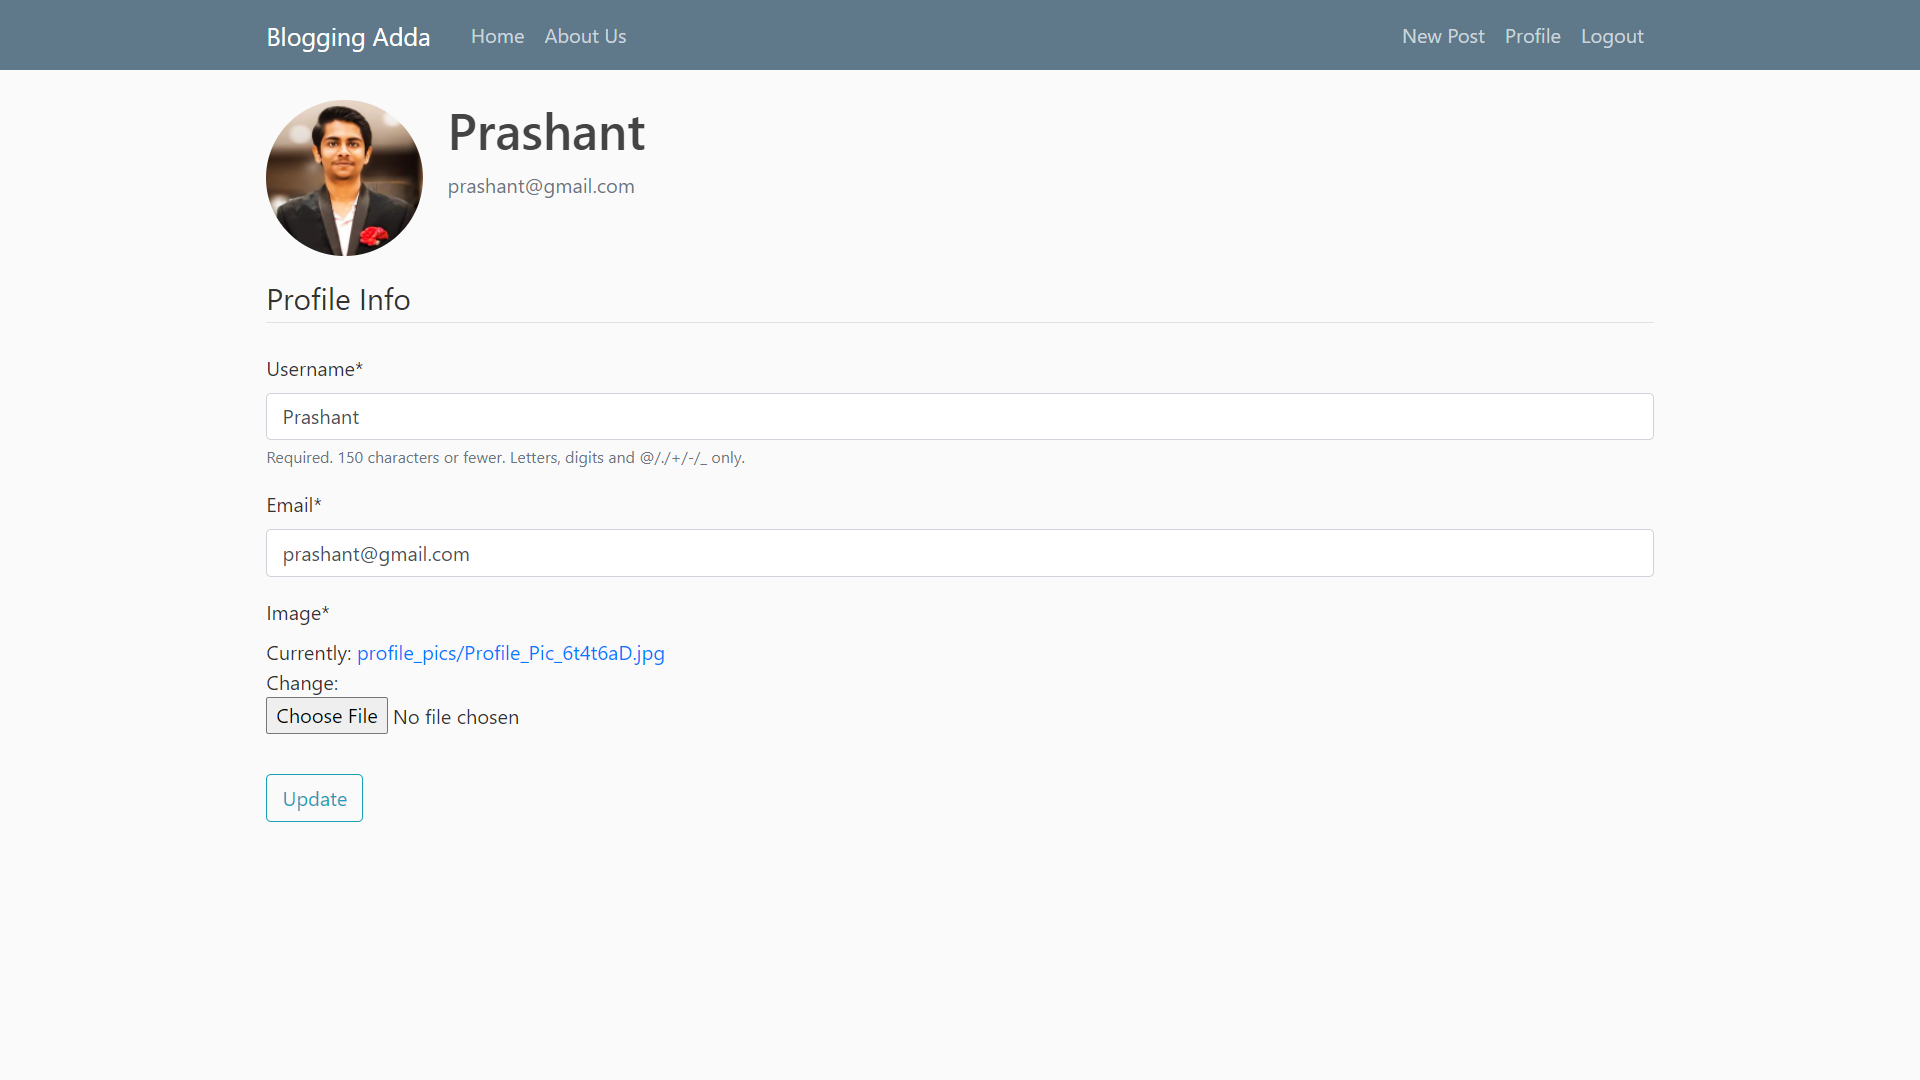 Blogging Adda Home About Us New Post Profile Logout
Prashant
prashant@gmail.com
Profile Info
Username*
Prashant
Required. 150 characters or fewer. Letters, digits and @/./+/-/_ only.
Email*
prashant@gmail.com
Image*
Currently: profile_pics/Profile_Pic_6t4t6aD.jpg
Change:
Choose File No file chosen
Update